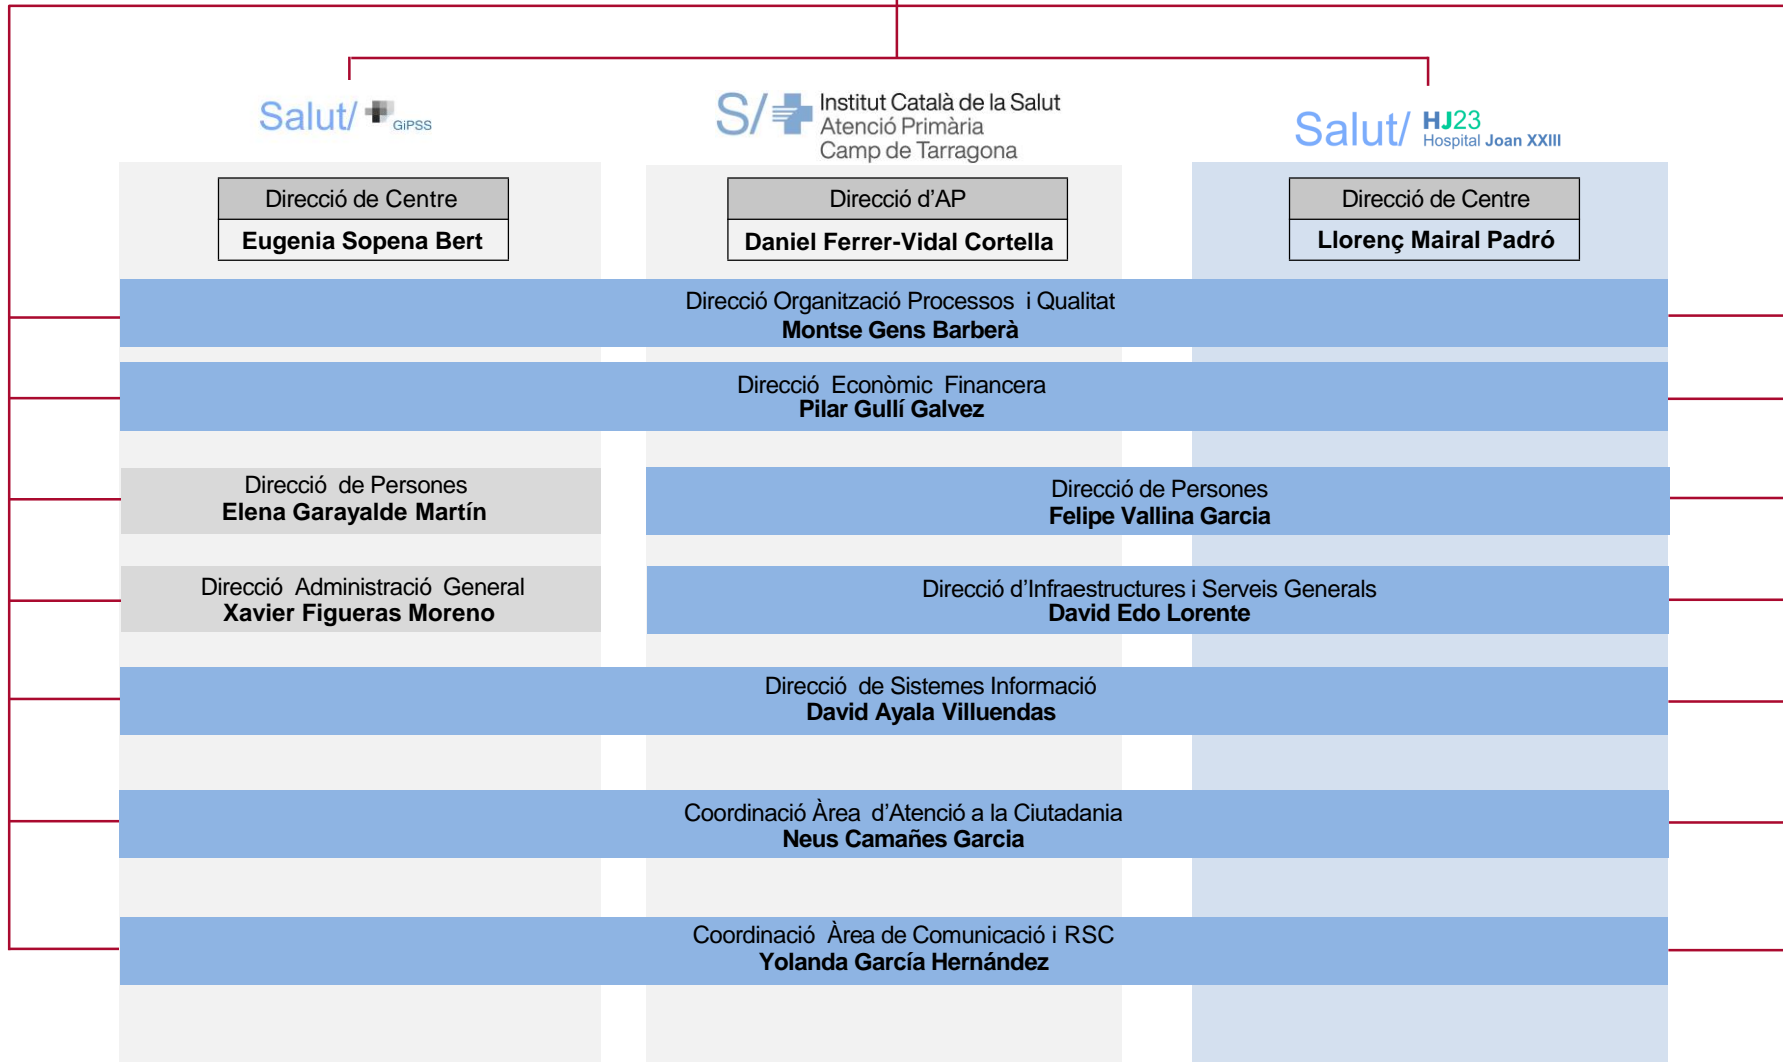 Salut/ GiPSS
S/ Institut Català de la Salut
Atenció Primària
Camp de Tarragona
Salut/ HJ23
Hospital Joan XXIII
Direcció de Centre
Eugenia Sopena Bert
Direcció d’AP
Daniel Ferrer-Vidal Cortella
Direcció de Centre
Llorenç Mairal Padró
Direcció Organització Processos i Qualitat
Montse Gens Barberà
Direcció Econòmic Financera
Pilar Gullí Galvez
Direcció de Persones
Elena Garayalde Martín
Direcció de Persones
Felipe Vallina Garcia
Direcció Administració General
Xavier Figueras Moreno
Direcció d’Infraestructures i Serveis Generals
David Edo Lorente
Direcció de Sistemes Informació
David Ayala Villuendas
Coordinació Àrea d’Atenció a la Ciutadania
Neus Camañes Garcia
Coordinació Àrea de Comunicació i RSC
Yolanda García Hernández